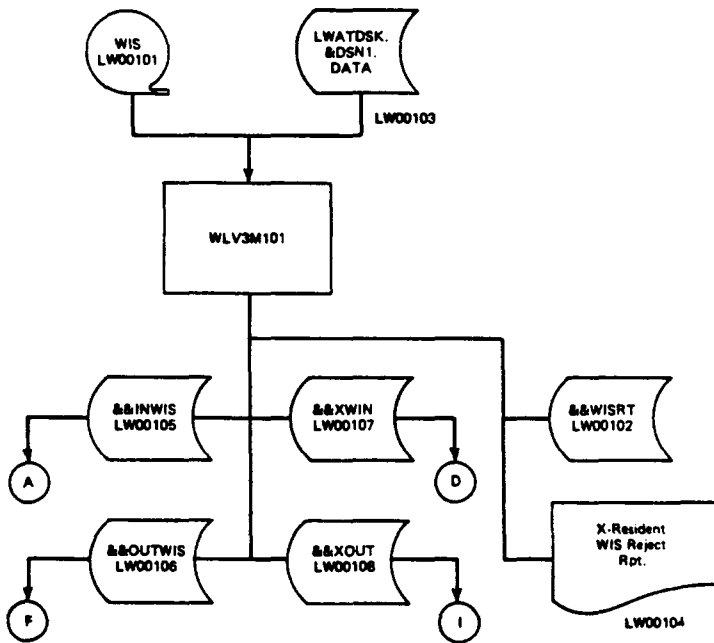 WIS
LW00101
LWATDSK.
&DSN1.
DATA
LW00103
WLV3M101
&&INWIS
LW00105
&&XWIN
LW00107
&&WISRT
LW00102
A
D
&&OUTWIS
LW00106
&&XOUT
LW00108
X-Resident
WIS Reject
Rpt.
F
I
LW00104